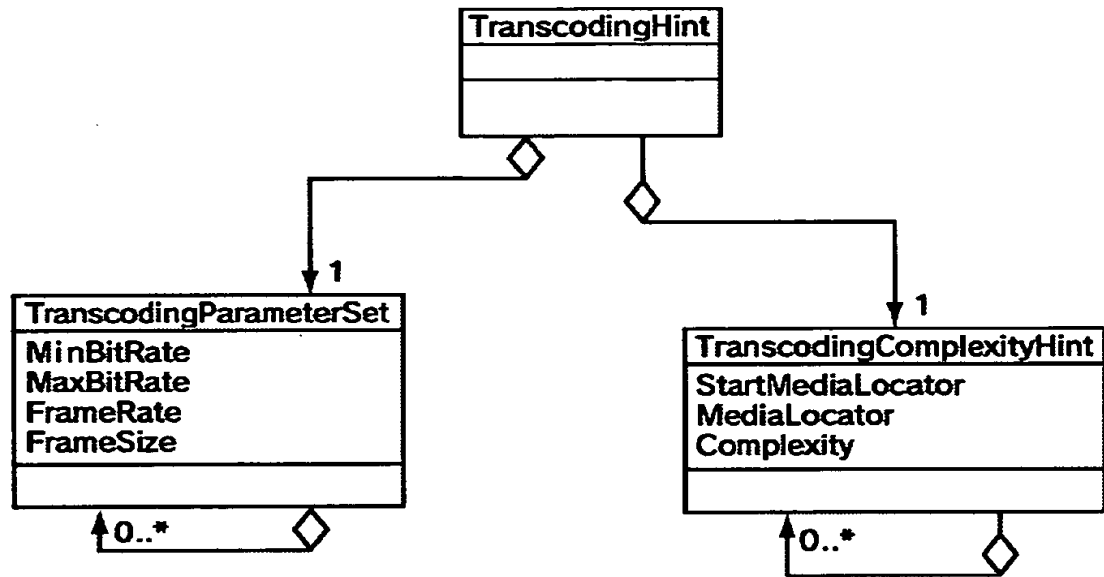 TranscodingHint
1
TranscodingParameterSet
MinBitRate
MaxBitRate
FrameRate
FrameSize
0..*
1
TranscodingComplexityHint
StartMediaLocator
MediaLocator
Complexity
0..*